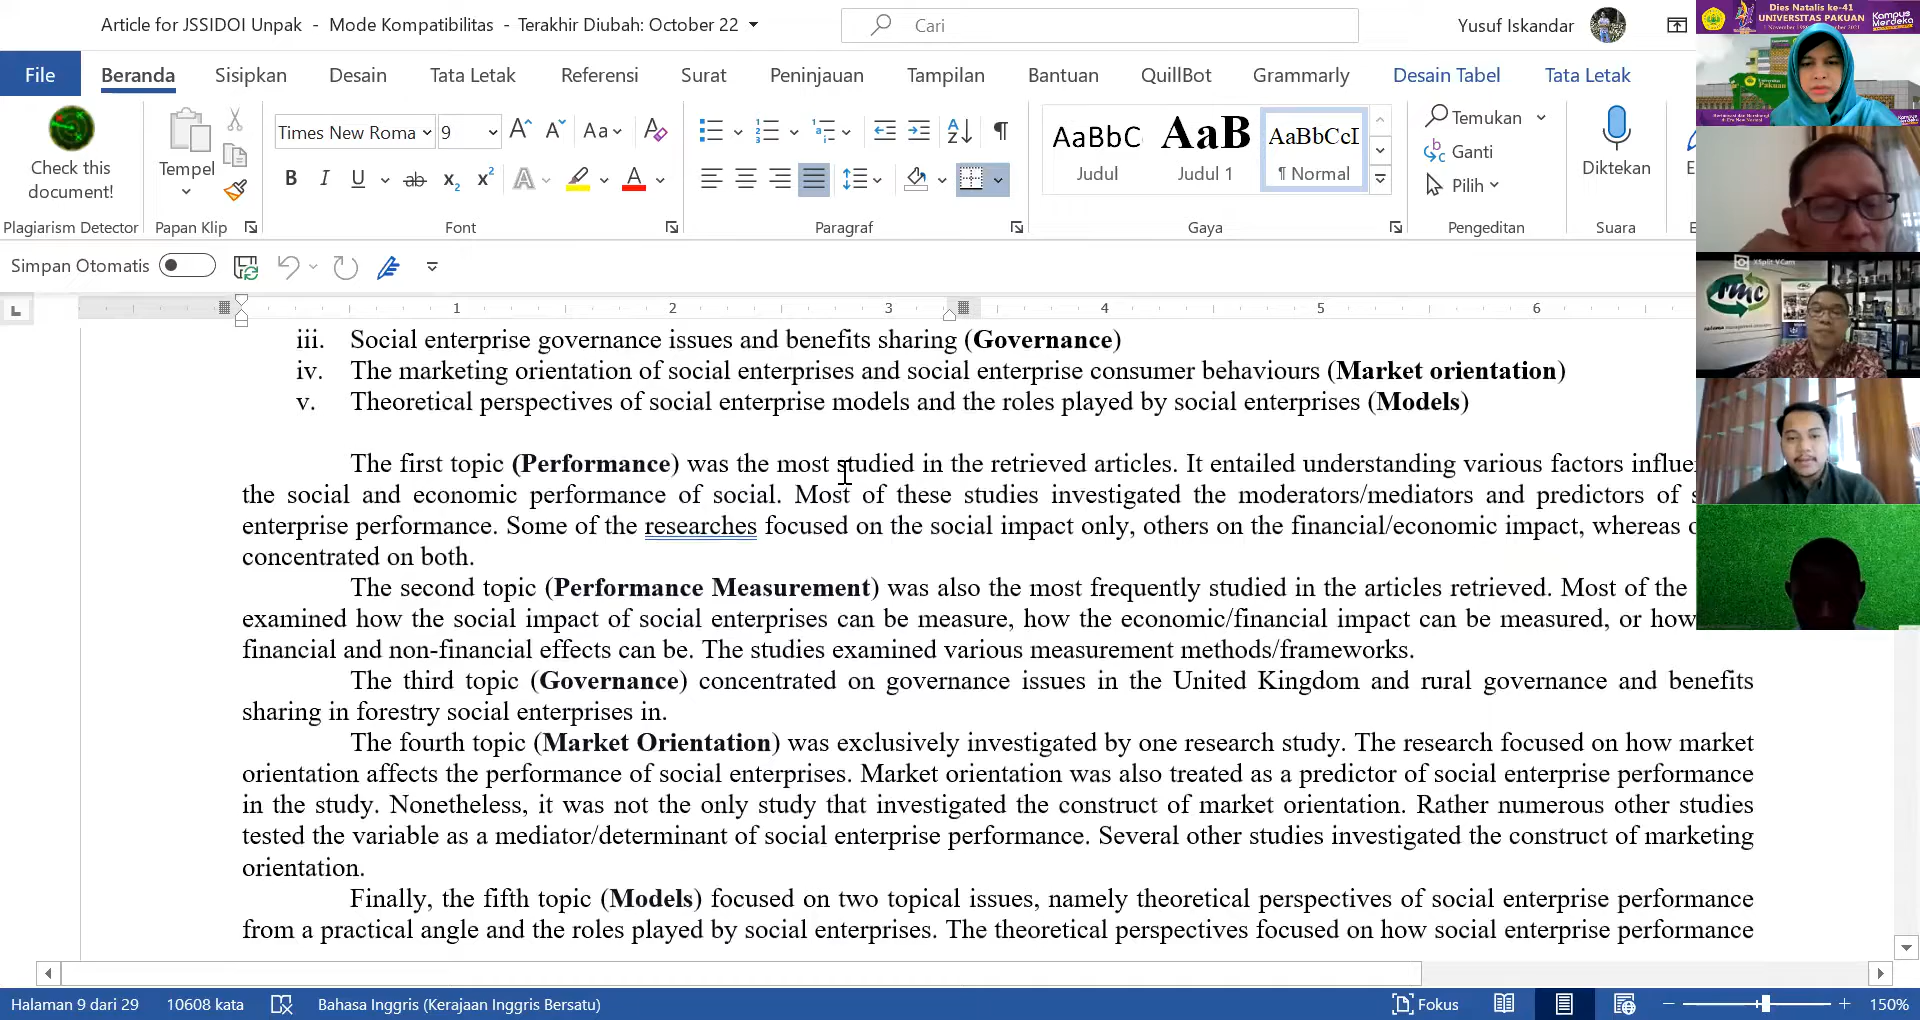 Article for JSSIDOI Unpak - Mode Kompatibilitas - Terakhir Diubah: October 22
Cari
Yusuf Iskandar
File Beranda Sisipkan Desain Tata Letak Referensi Surat Peninjauan Tampilan Bantuan QuillBot Grammarly Desain Tabel Tata Letak
Check this document!
Plagiarism Detector
Tempel
Papan Klip
Times New Roma 9
Font
Paragraf
AaBbC AaB AaBbCcI
Judul Judul 1 ¶ Normal
Gaya
Temukan
Ganti
Pilih
Pengeditan
Diktekan
Suara
Simpan Otomatis
1 2 3 4 5 6
iii. Social enterprise governance issues and benefits sharing (Governance)
iv. The marketing orientation of social enterprises and social enterprise consumer behaviours (Market orientation)
v. Theoretical perspectives of social enterprise models and the roles played by social enterprises (Models)
The first topic (Performance) was the most studied in the retrieved articles. It entailed understanding various factors influe
the social and economic performance of social. Most of these studies investigated the moderators/mediators and predictors of s
enterprise performance. Some of the researches focused on the social impact only, others on the financial/economic impact, whereas o
concentrated on both.
The second topic (Performance Measurement) was also the most frequently studied in the articles retrieved. Most of the
examined how the social impact of social enterprises can be measure, how the economic/financial impact can be measured, or how
financial and non-financial effects can be. The studies examined various measurement methods/frameworks.
The third topic (Governance) concentrated on governance issues in the United Kingdom and rural governance and benefits
sharing in forestry social enterprises in.
The fourth topic (Market Orientation) was exclusively investigated by one research study. The research focused on how market
orientation affects the performance of social enterprises. Market orientation was also treated as a predictor of social enterprise performance
in the study. Nonetheless, it was not the only study that investigated the construct of market orientation. Rather numerous other studies
tested the variable as a mediator/determinant of social enterprise performance. Several other studies investigated the construct of marketing
orientation.
Finally, the fifth topic (Models) focused on two topical issues, namely theoretical perspectives of social enterprise performance
from a practical angle and the roles played by social enterprises. The theoretical perspectives focused on how social enterprise performance
Halaman 9 dari 29 10608 kata Bahasa Inggris (Kerajaan Inggris Bersatu) Fokus 150%
Dies Natalis ke-41
UNIVERSITAS PAKUAN
Kampus Merdeka
Pakuan
XSplit VCam
rmc